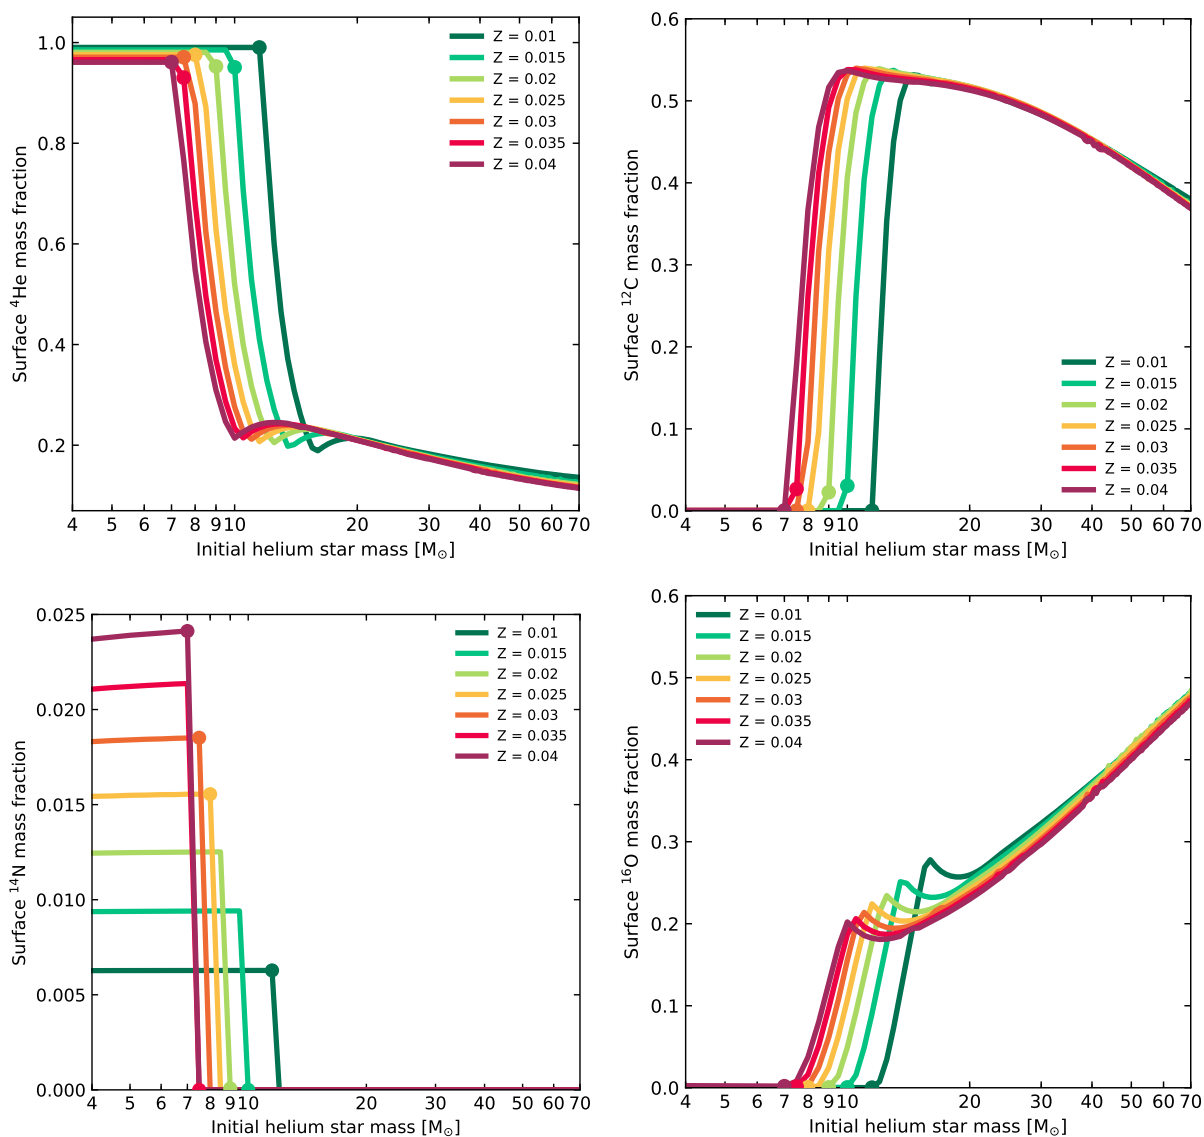 1.0
0.8
0.6
0.4
0.2
Surface ⁴He mass fraction
Z = 0.01
Z = 0.015
Z = 0.02
Z = 0.025
Z = 0.03
Z = 0.035
Z = 0.04
4 5 6 7 8 9 10 20 30 40 50 60 70
Initial helium star mass [M☉]
0.6
0.5
0.4
0.3
0.2
0.1
0.0
Surface ¹²C mass fraction
Z = 0.01
Z = 0.015
Z = 0.02
Z = 0.025
Z = 0.03
Z = 0.035
Z = 0.04
4 5 6 7 8 9 10 20 30 40 50 60 70
Initial helium star mass [M☉]
0.025
0.020
0.015
0.010
0.005
0.000
Surface ¹⁴N mass fraction
Z = 0.01
Z = 0.015
Z = 0.02
Z = 0.025
Z = 0.03
Z = 0.035
Z = 0.04
4 5 6 7 8 9 10 20 30 40 50 60 70
Initial helium star mass [M☉]
0.6
0.5
0.4
0.3
0.2
0.1
0.0
Surface ¹⁶O mass fraction
Z = 0.01
Z = 0.015
Z = 0.02
Z = 0.025
Z = 0.03
Z = 0.035
Z = 0.04
4 5 6 7 8 9 10 20 30 40 50 60 70
Initial helium star mass [M☉]